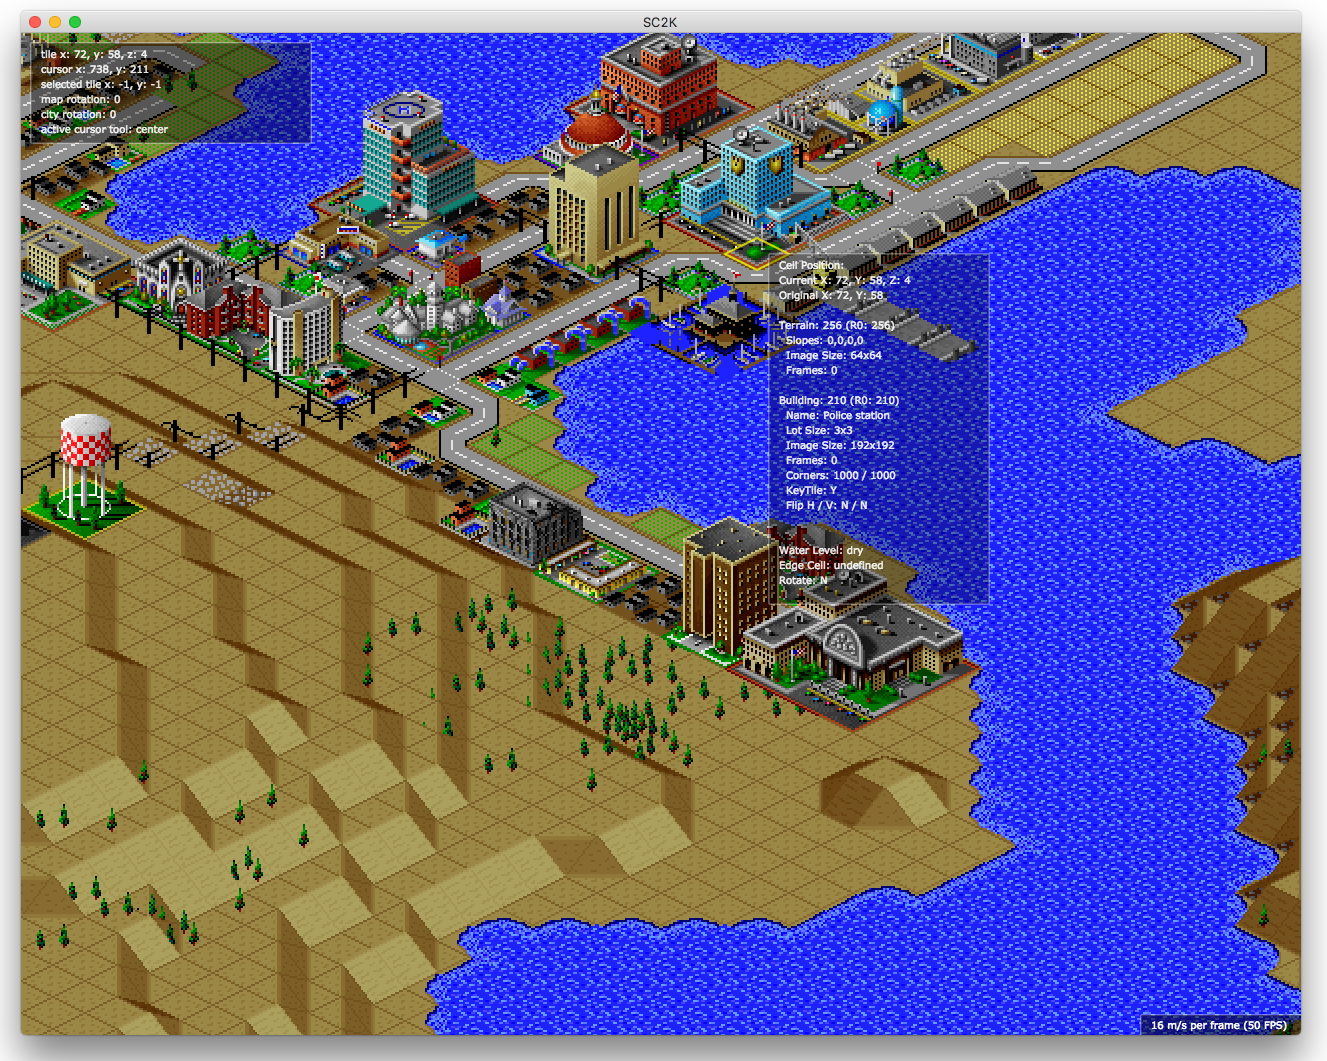 SC2K
tile x: 72, y: 58, z: 4
cursor x: 738, y: 211
selected tile x: -1, y: -1
map rotation: 0
city rotation: 0
active cursor tool: center
Cell Position:
Current X: 72, Y: 58, Z: 4
Original X: 72, Y: 58
Terrain: 256 (R0: 256)
Slopes: 0,0,0,0
Image Size: 64x64
Frames: 0
Building: 210 (R0: 210)
Name: Police station
Lot Size: 3x3
Image Size: 192x192
Frames: 0
Corners: 1000 / 1000
KeyTile: Y
Flip H / V: N / N
Water Level: dry
Edge Cell: undefined
Rotate: N
16 m/s per frame (50 FPS)